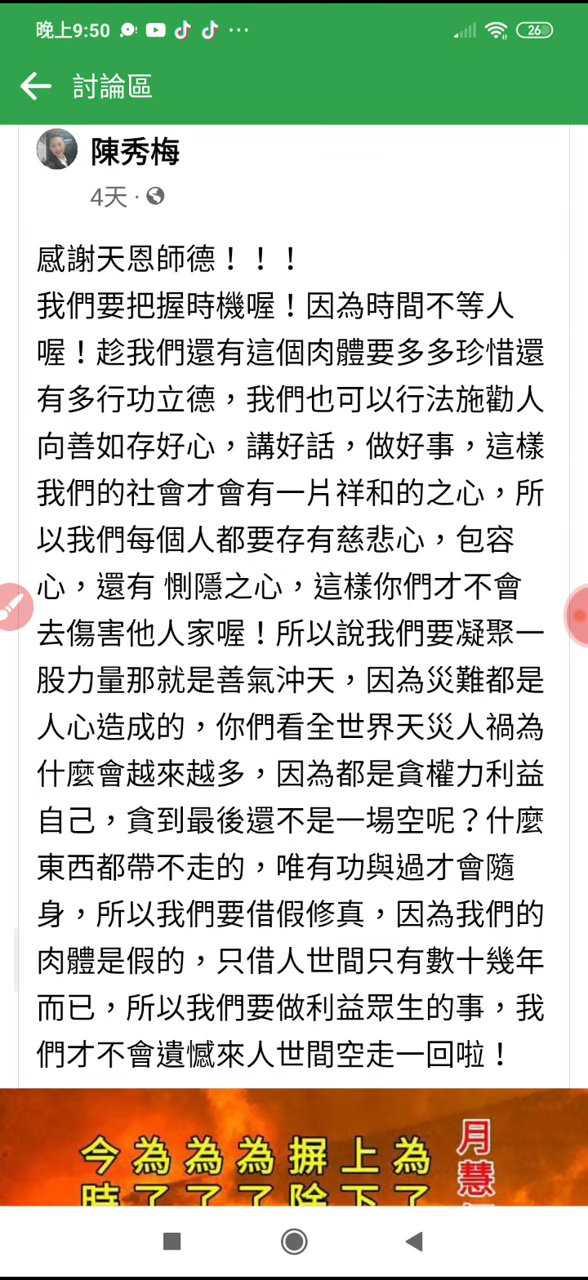 晚上9:50
26
討論區
陳秀梅
4天
感謝天恩師德！！！
我們要把握時機喔！因為時間不等人
喔！趁我們還有這個肉體要多多珍惜還
有多行功立德，我們也可以行法施勸人
向善如存好心，講好話，做好事，這樣
我們的社會才會有一片祥和的之心，所
以我們每個人都要存有慈悲心，包容
心，還有 惻隱之心，這樣你們才不會
去傷害他人家喔！所以說我們要凝聚一
股力量那就是善氣沖天，因為災難都是
人心造成的，你們看全世界天災人禍為
什麼會越來越多，因為都是貪權力利益
自己，貪到最後還不是一場空呢？什麼
東西都帶不走的，唯有功與過才會隨
身，所以我們要借假修真，因為我們的
肉體是假的，只借人世間只有數十幾年
而已，所以我們要做利益眾生的事，我
們才不會遺憾來人世間空走一回啦！
月慧
為了
上下
摒除
為了
為了
為了
今時